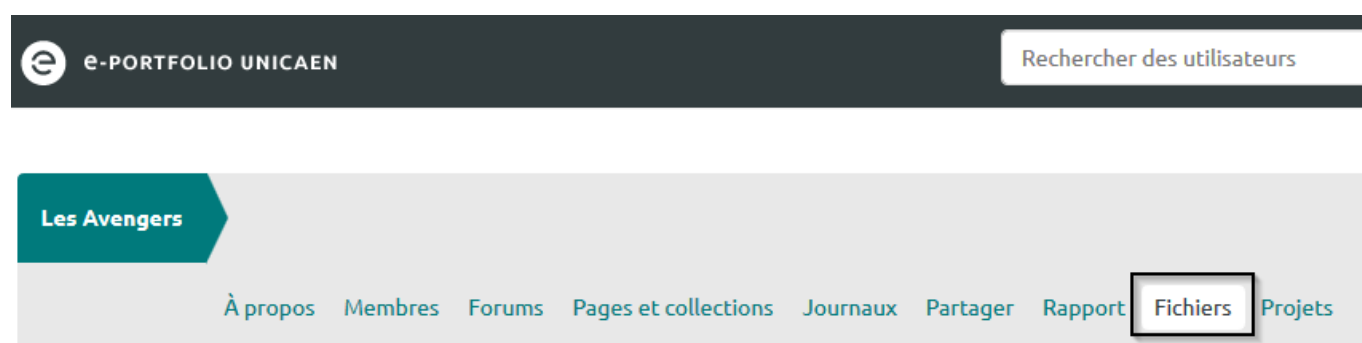 e-PORTFOLIO UNICAEN
Rechercher des utilisateurs
Les Avengers
À propos Membres Forums Pages et collections Journaux Partager Rapport Fichiers Projets